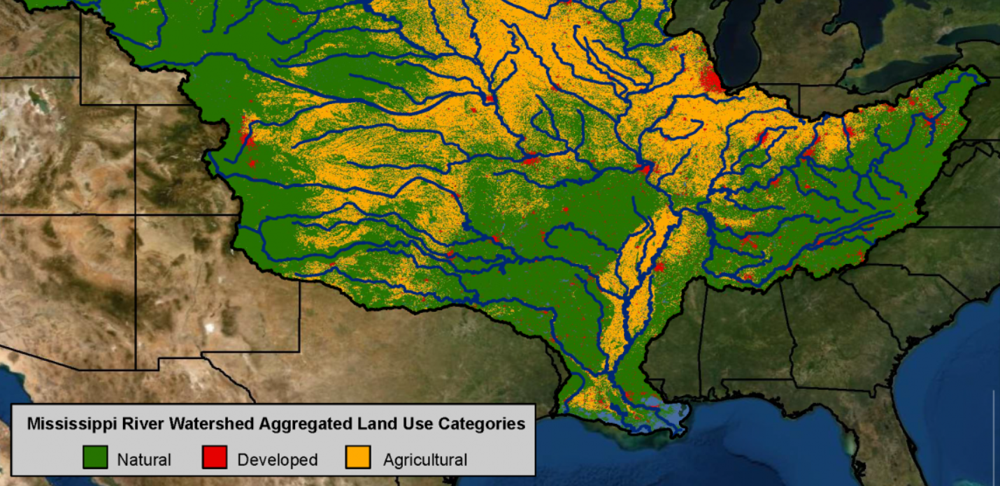 Mississippi River Watershed Aggregated Land Use Categories
Natural Developed Agricultural